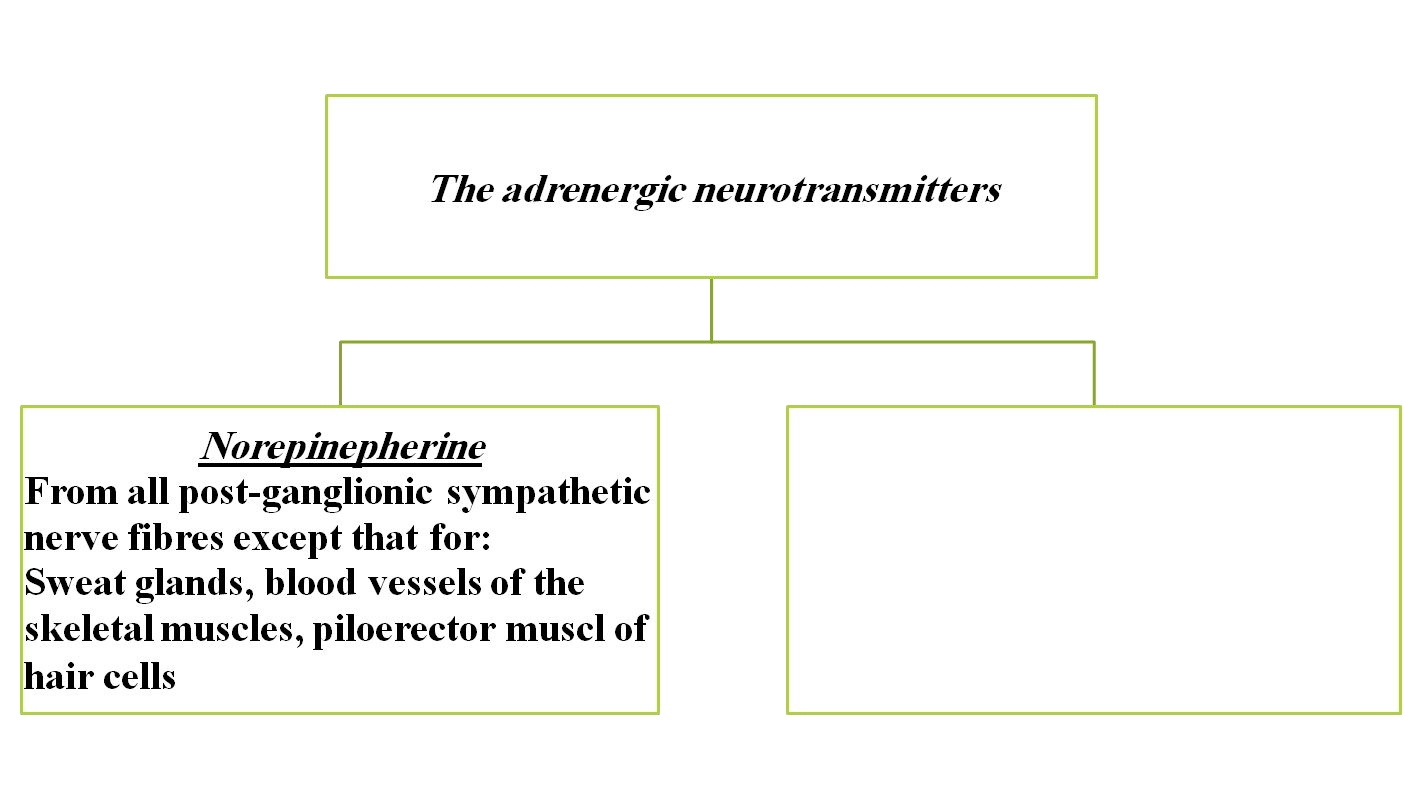 The adrenergic neurotransmitters
Norepinepherine
From all post-ganglionic sympathetic
nerve fibres except that for:
Sweat glands, blood vessels of the
skeletal muscles, piloerector muscl of
hair cells